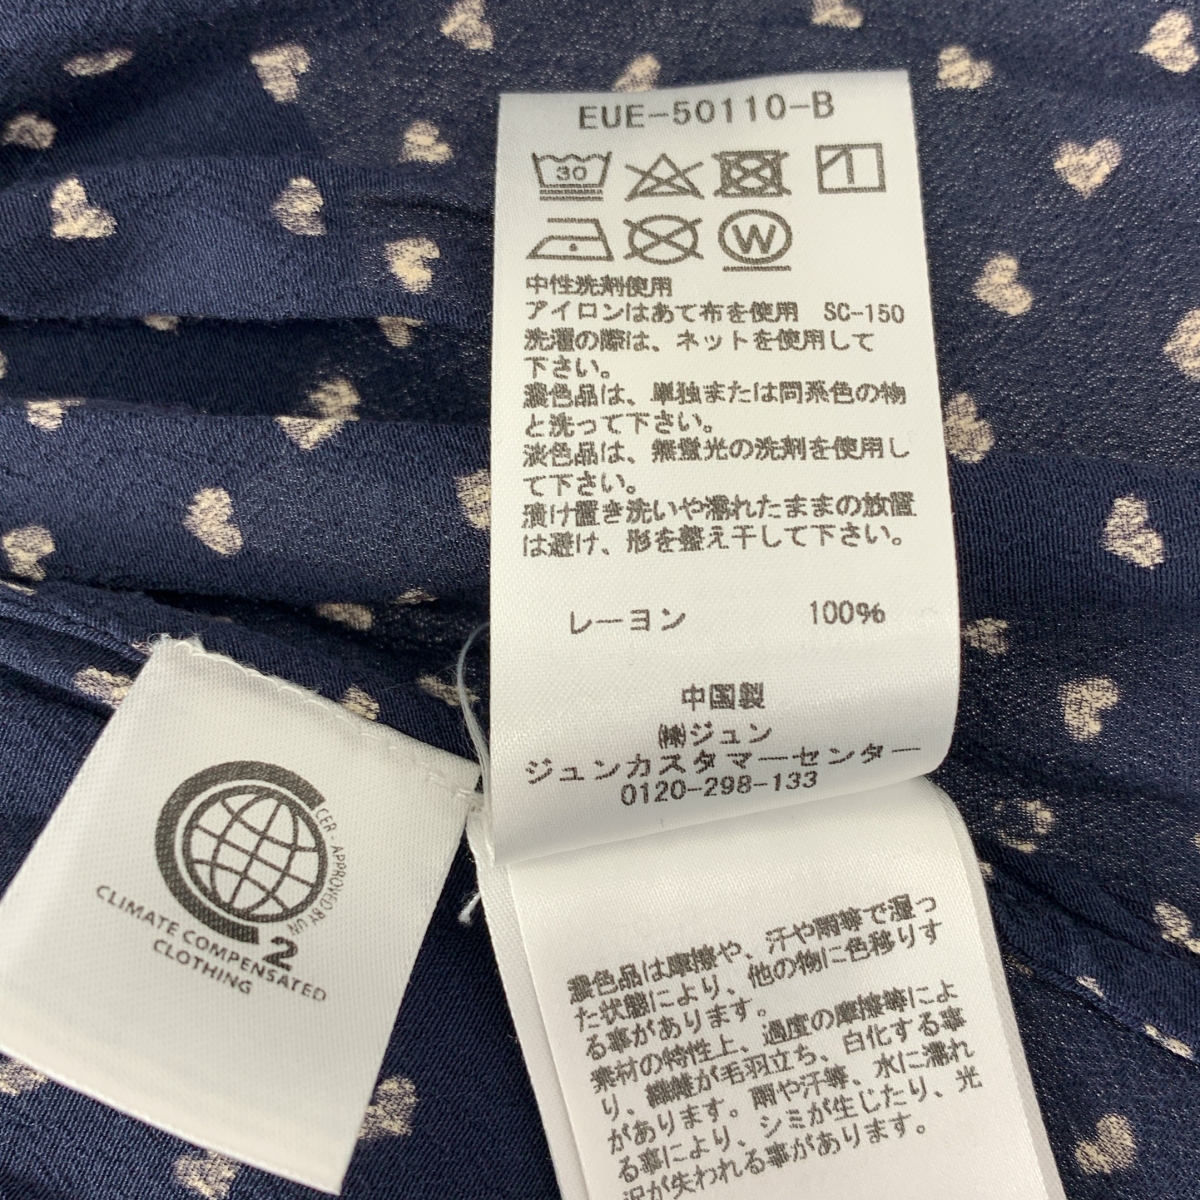 EUE-50110-B
30
W
中性洗剤使用
アイロンはあて布を使用 SC-150
洗濯の際は、ネットを使用して
下さい。
濃色品は、単独または同系色の物
と洗って下さい。
淡色品は、無蛍光の洗剤を使用し
て下さい。
漬け置き洗いや濡れたままの放置
は避け、形を整え干して下さい。
レーヨン 100%
中国製
㈱ジュン
ジュンカスタマーセンター
0120-298-133
濃色品は摩擦や、汗や雨等で湿っ
た状態により、他の物に色移りす
る事があります。
素材の特性上、過度の摩擦等によ
り、繊維が毛羽立ち、白化する事
があります。雨や汗等、水に濡れ
る事により、シミが生じたり、光
沢が失われる事があります。
CER - APPROVED BY UN
2
CLIMATE COMPENSATED
CLOTHING